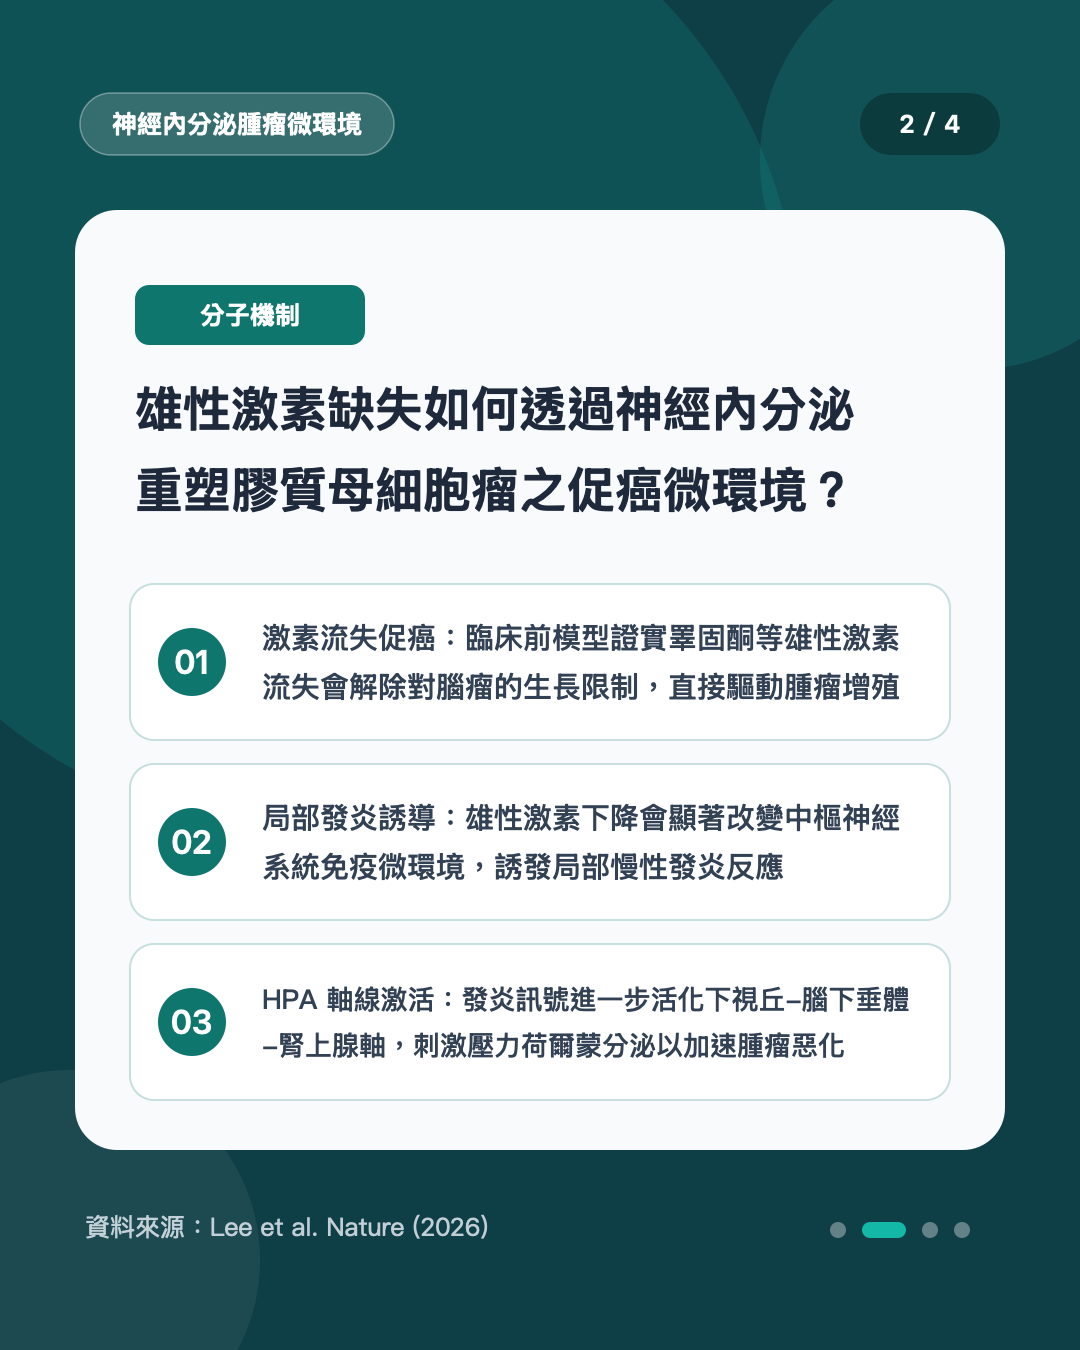 神經內分泌腫瘤微環境
2 / 4
分子機制
雄性激素缺失如何透過神經內分泌
重塑膠質母細胞瘤之促癌微環境？
01
激素流失促癌：臨床前模型證實睪固酮等雄性激素
流失會解除對腦瘤的生長限制，直接驅動腫瘤增殖
02
局部發炎誘導：雄性激素下降會顯著改變中樞神經
系統免疫微環境，誘發局部慢性發炎反應
03
HPA 軸線激活：發炎訊號進一步活化下視丘–腦下垂體
–腎上腺軸，刺激壓力荷爾蒙分泌以加速腫瘤惡化
資料來源：Lee et al. Nature (2026)